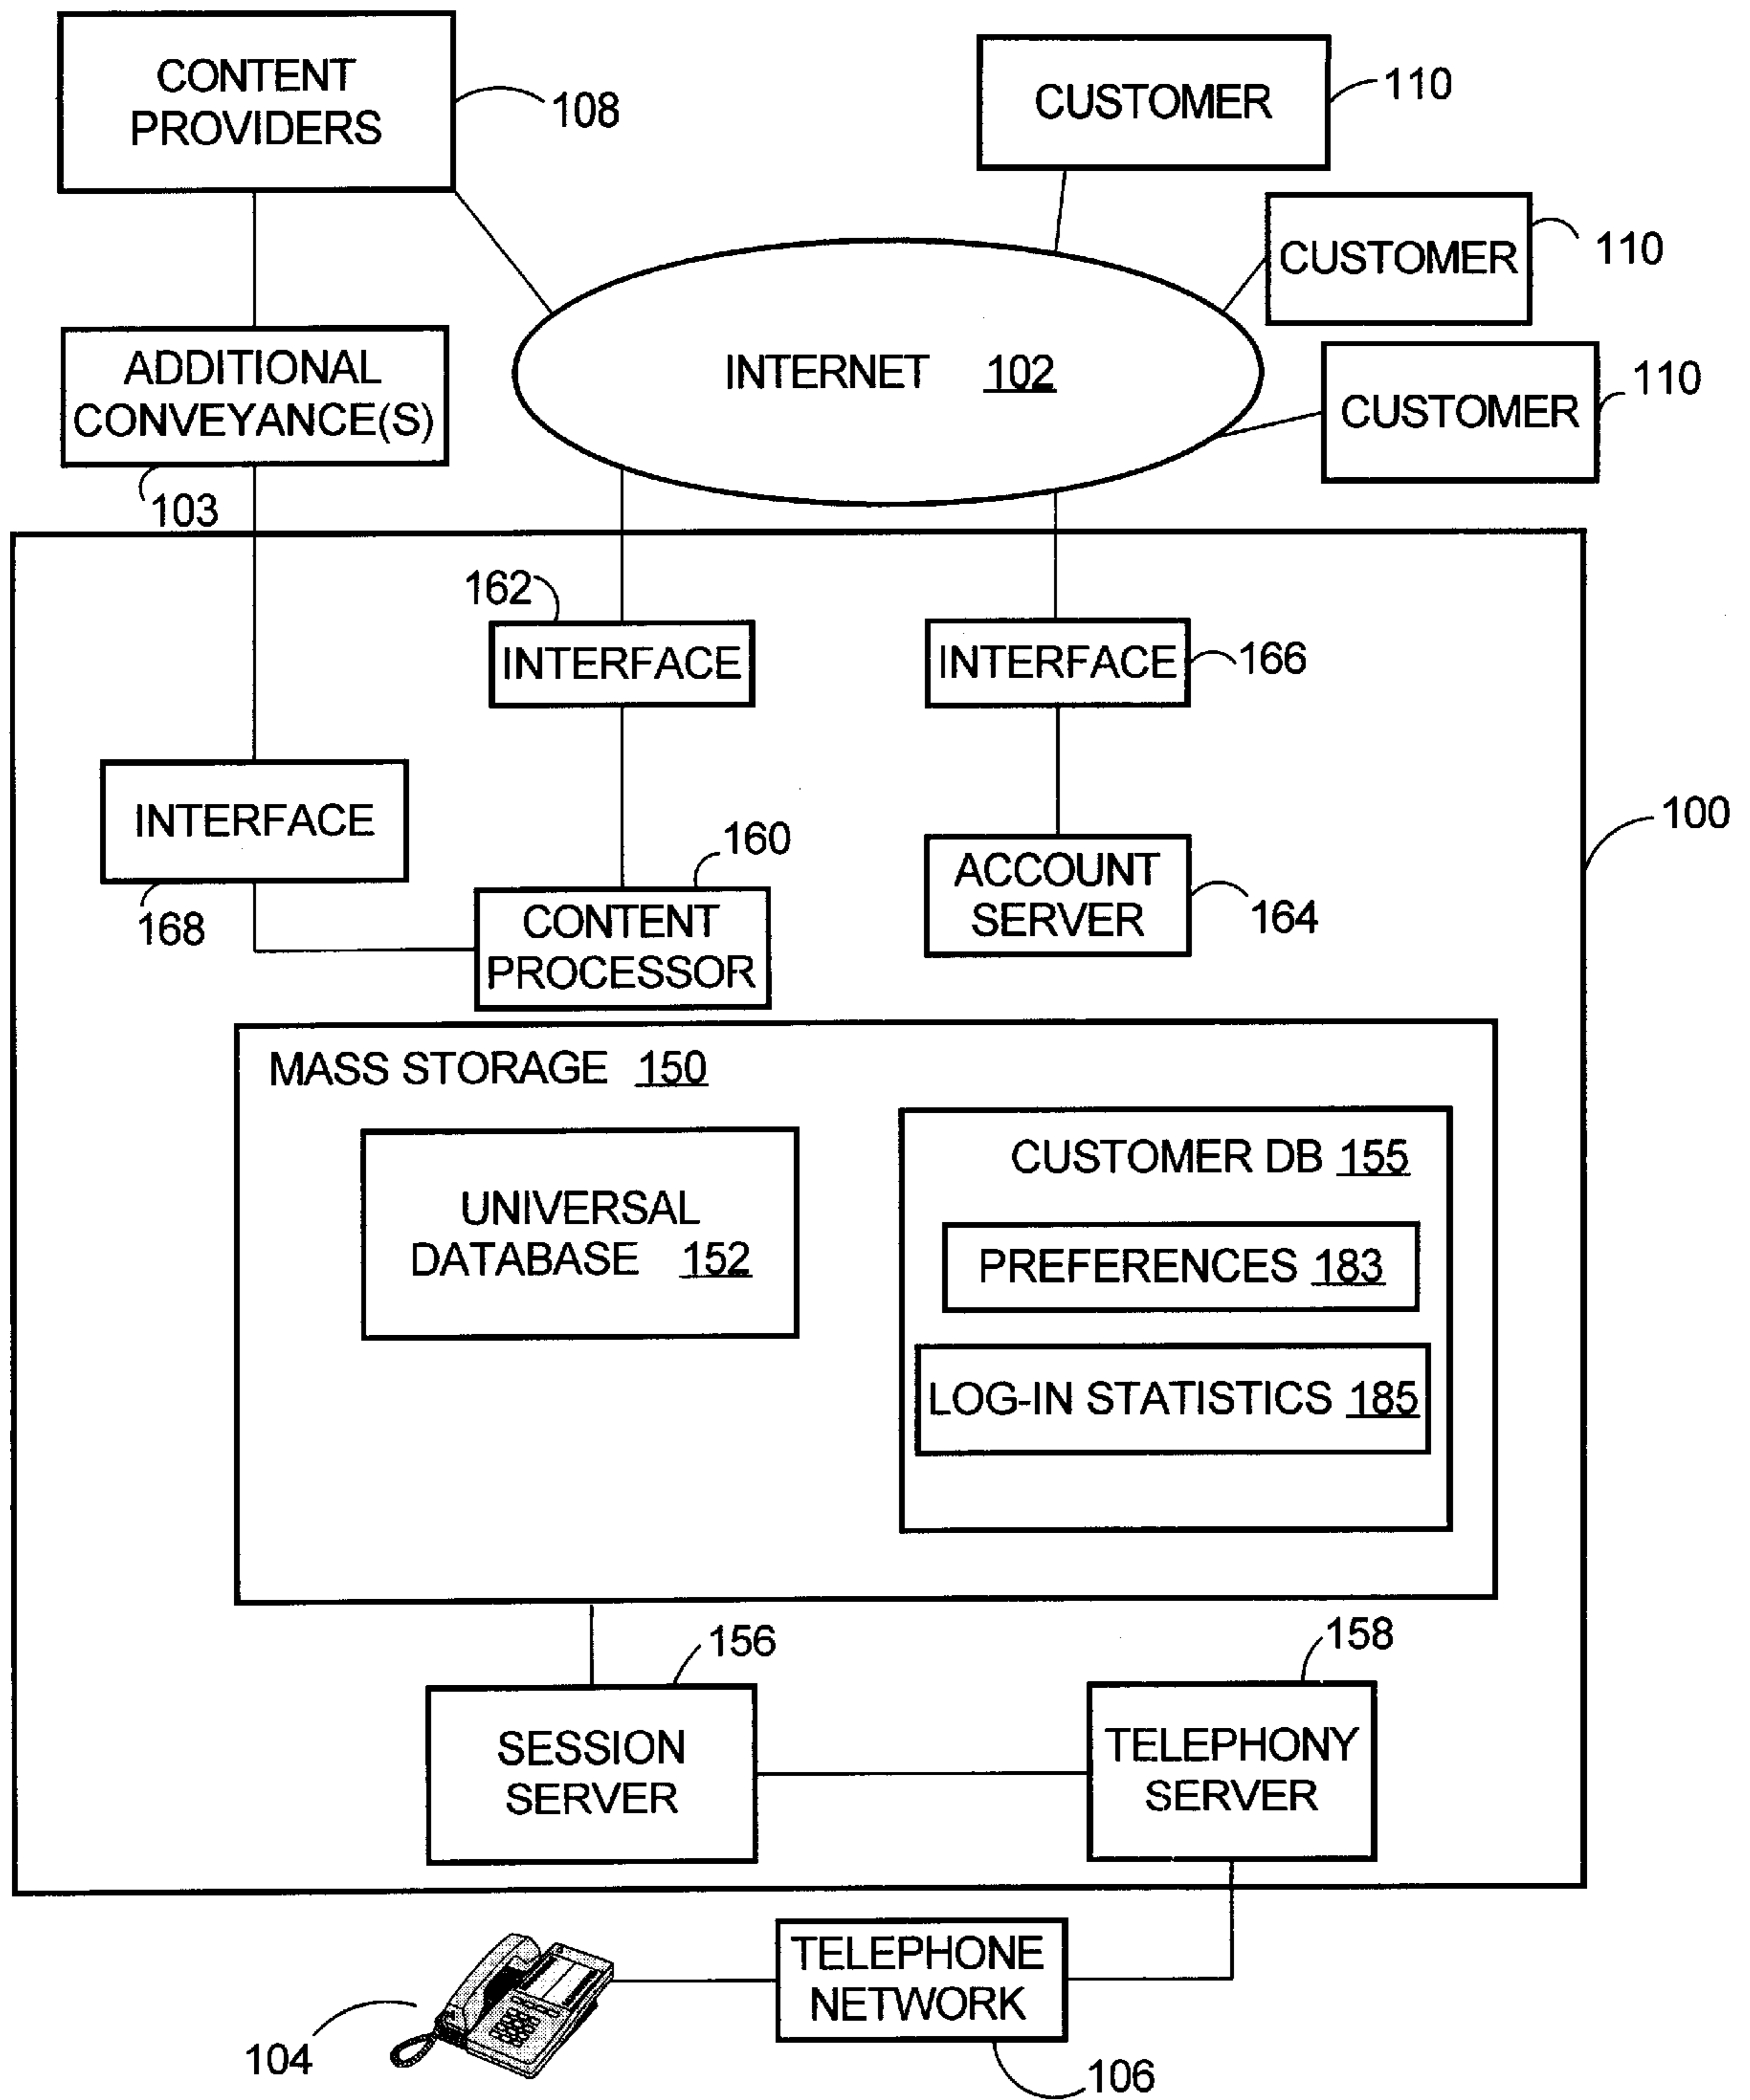 CONTENT
PROVIDERS
108
CUSTOMER
110
CUSTOMER
110
ADDITIONAL
CONVEYANCE(S)
103
INTERNET 102
CUSTOMER
110
162
INTERFACE
INTERFACE
166
INTERFACE
168
160
CONTENT
PROCESSOR
ACCOUNT
SERVER
164
100
MASS STORAGE 150
UNIVERSAL
DATABASE 152
CUSTOMER DB 155
PREFERENCES 183
LOG-IN STATISTICS 185
156
SESSION
SERVER
158
TELEPHONY
SERVER
104
TELEPHONE
NETWORK
106